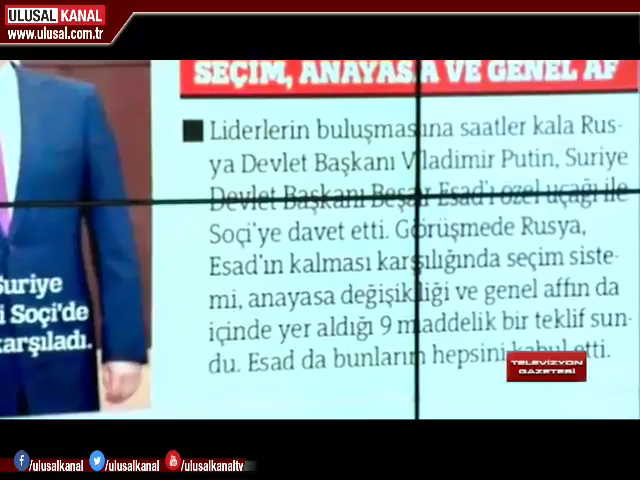 ULUSAL KANAL
www.ulusal.com.tr
SEÇİM, ANAYASA VE GENEL AF
Liderlerin buluşmasına saatler kala Rus-
ya Devlet Başkanı Vladimir Putin, Suriye
Devlet Başkanı Beşar Esad'ı özel uçağı ile
Soçi'ye davet etti. Görüşmede Rusya,
Esad'ın kalması karşılığında seçim siste-
mi, anayasa değişikliği ve genel affın da
içinde yer aldığı 9 maddelik bir teklif sun-
du. Esad da bunların hepsini kabul etti.
Suriye
i Soçi'de
karşıladı.
TELEVİZYON
GAZETESİ
/ulusalkanal
/ulusalkanal
/ulusalkanaltv